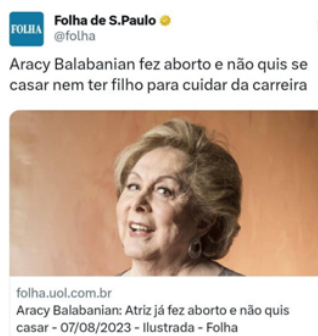 FOLHA
Folha de S.Paulo
@folha
Aracy Balabanian fez aborto e não quis se
casar nem ter filho para cuidar da carreira
folha.uol.com.br
Aracy Balabanian: Atriz já fez aborto e não quis
casar - 07/08/2023 - Ilustrada - Folha